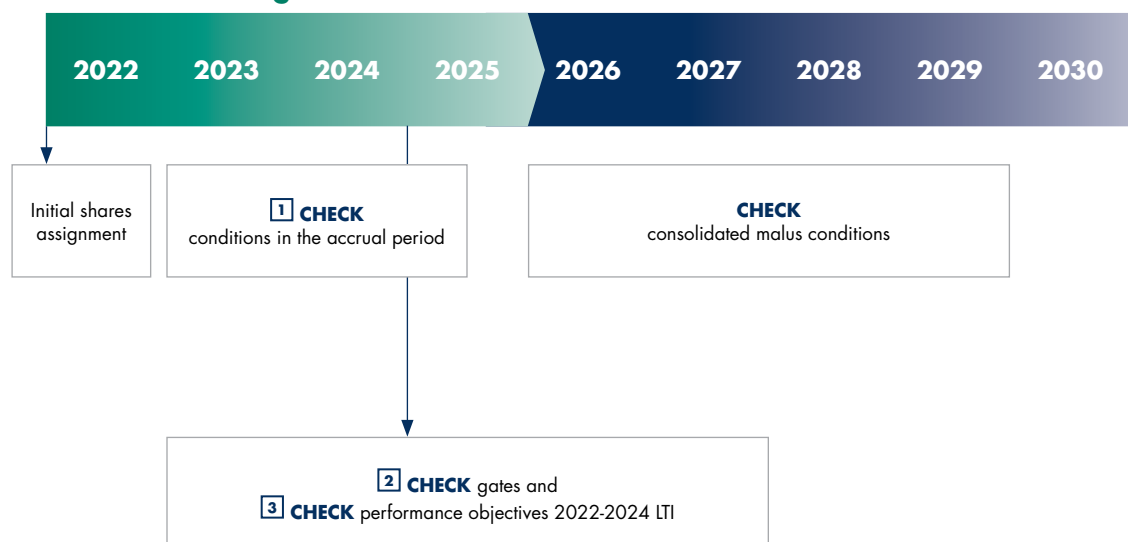 2022 2023 2024 2025 2026 2027 2028 2029 2030
Initial shares
assignment
1 CHECK
conditions in the accrual period
CHECK
consolidated malus conditions
2 CHECK gates and
3 CHECK performance objectives 2022-2024 LTI